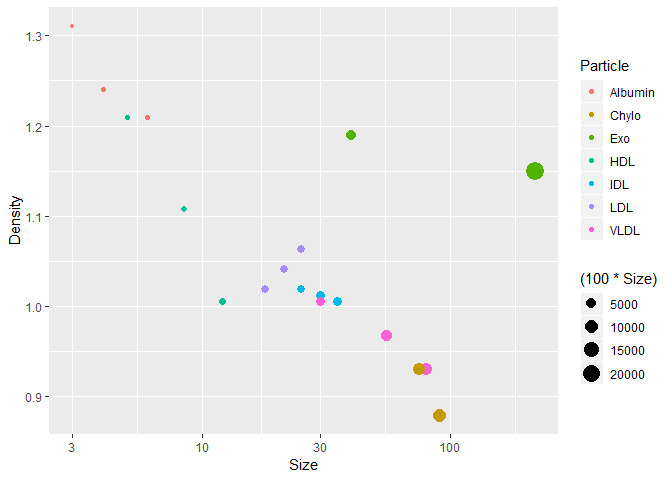 1.3
1.2
1.1
1.0
0.9
Density
3
10
30
100
Size
Particle
Albumin
Chylo
Exo
HDL
IDL
LDL
VLDL
(100 * Size)
5000
10000
15000
20000